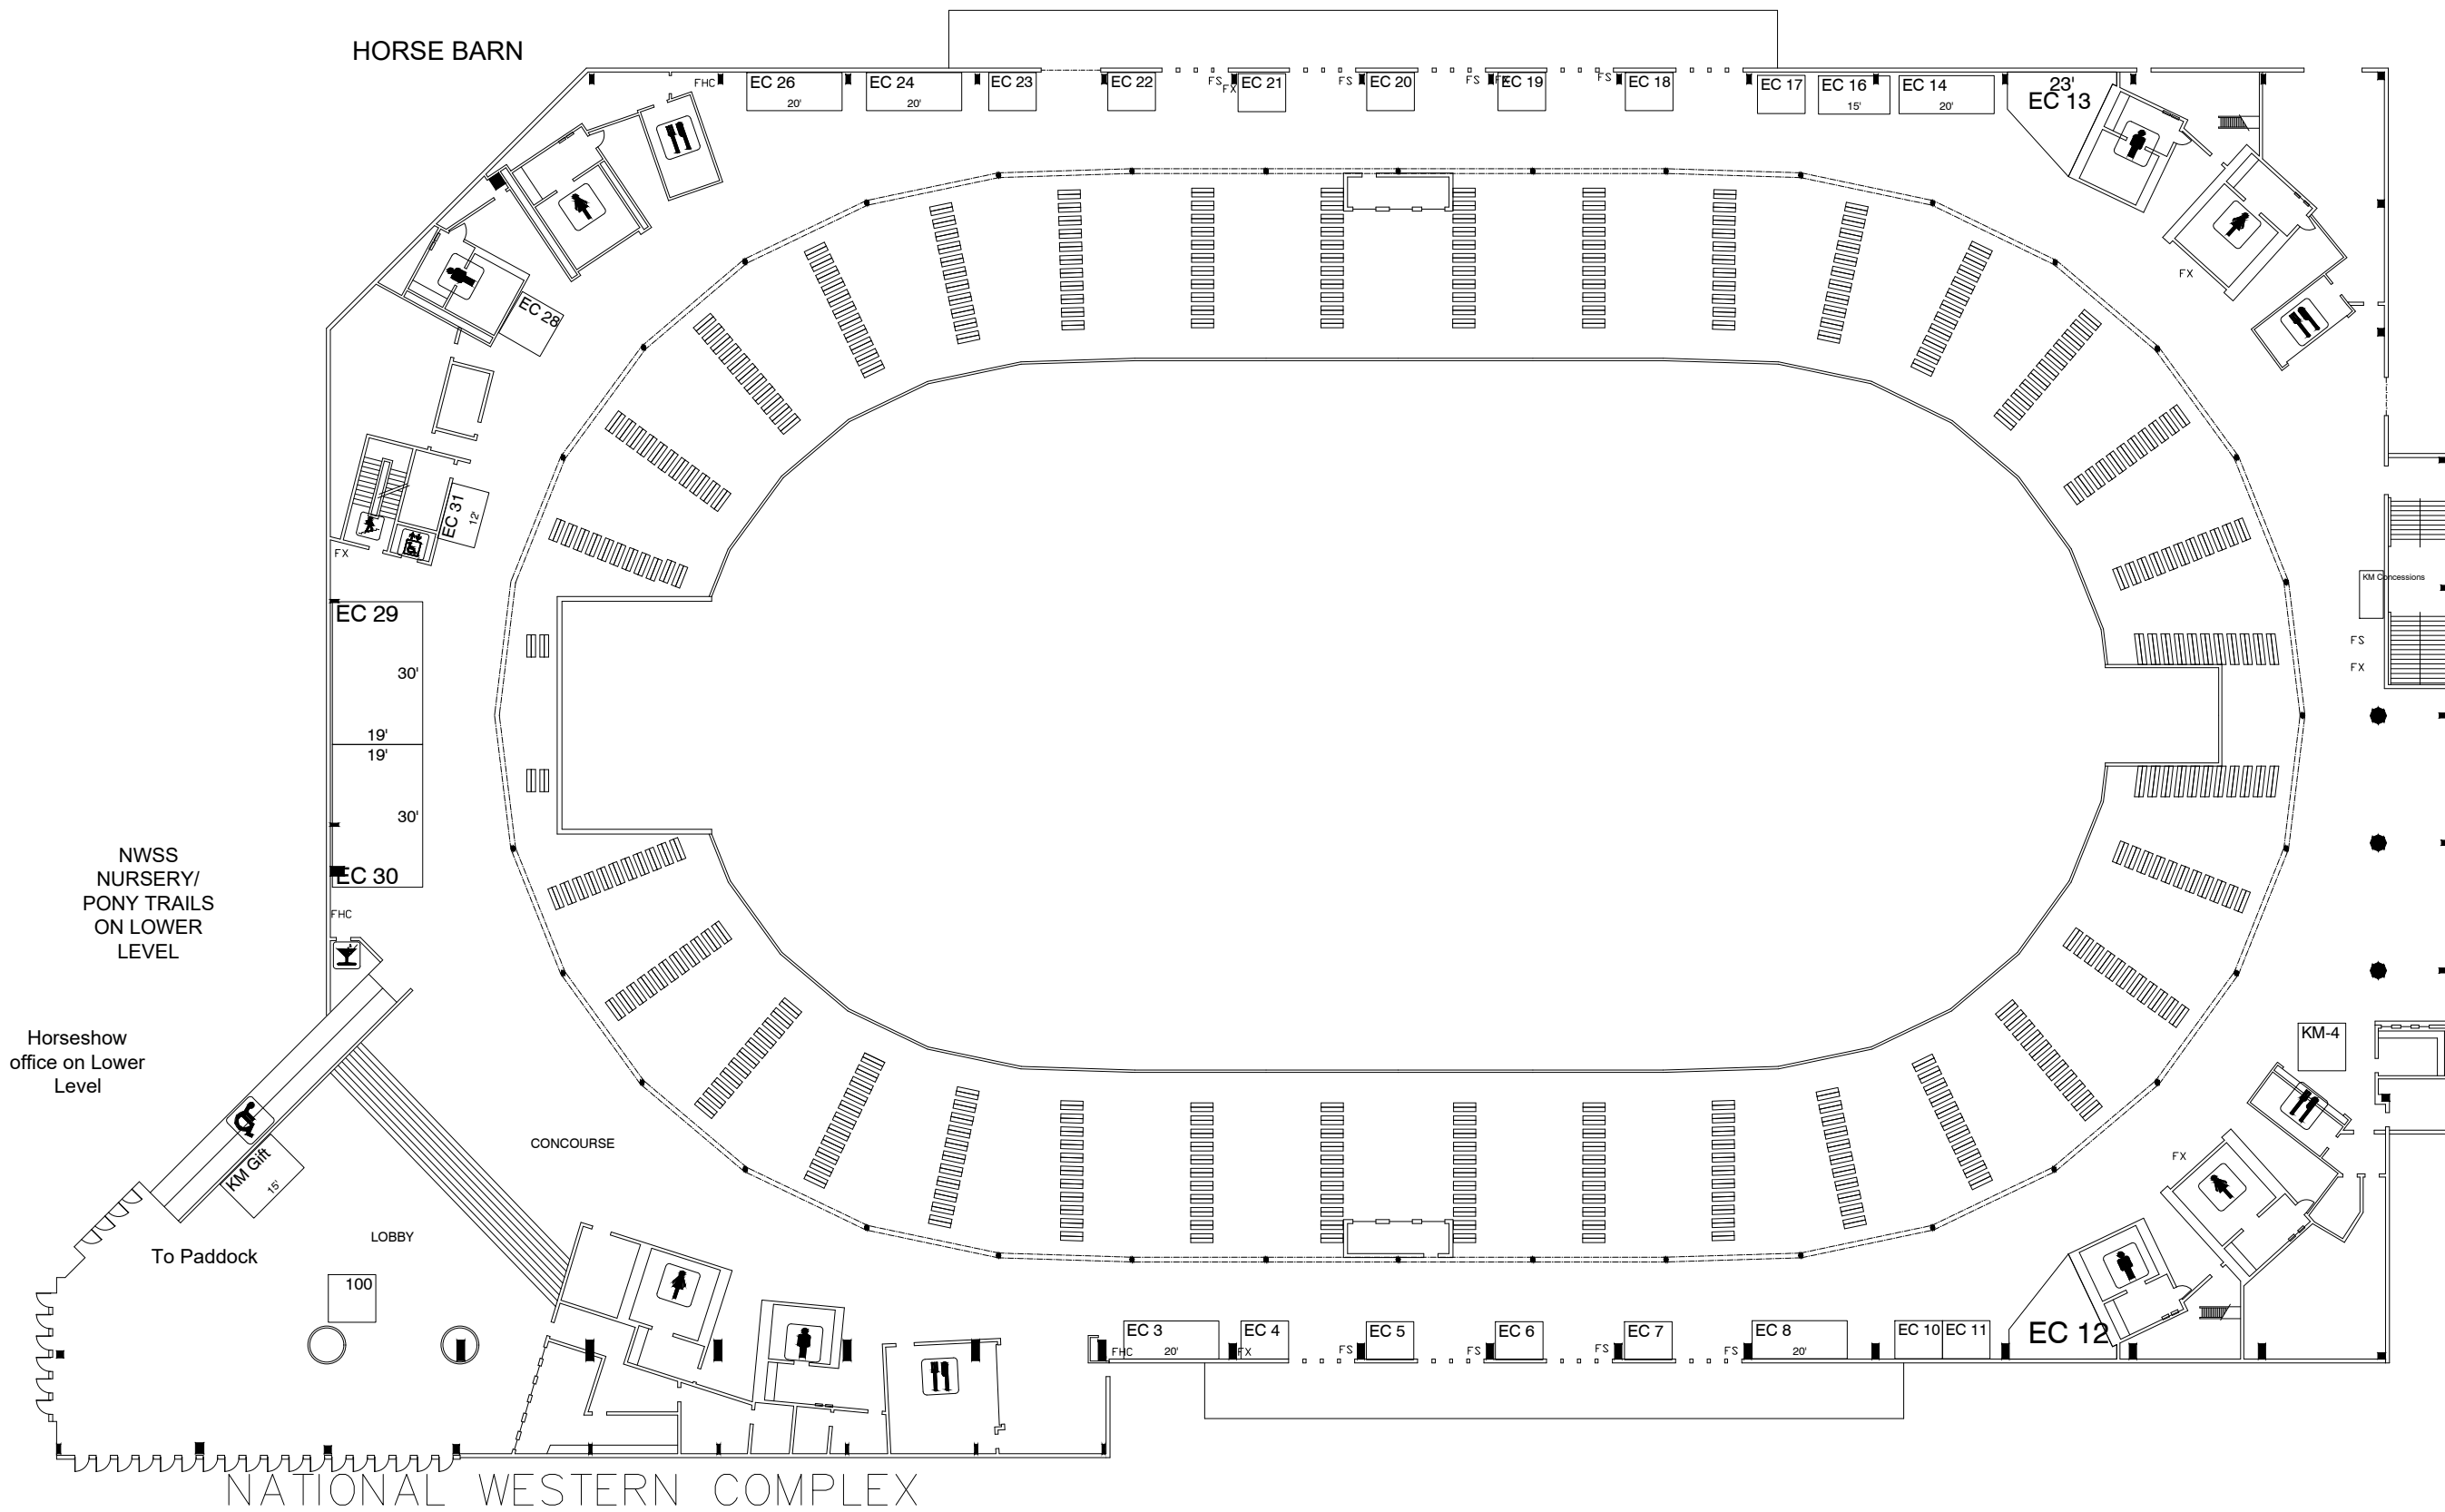 HORSE BARN
FHC
EC 26
20'
EC 24
20'
EC 23
EC 22
FS
FX
EC 21
FS
EC 20
FS
FX
EC 19
FS
EC 18
EC 17
EC 16
15'
EC 14
20'
23'
EC 13
FX
EC 28
EC 31
12'
FX
EC 29
30'
19'
19'
30'
EC 30
FHC
KM Concessions
FS
FX
NWSS
NURSERY/
PONY TRAILS
ON LOWER
LEVEL
Horseshow
office on Lower
Level
KM-4
KM Gift
15'
CONCOURSE
LOBBY
To Paddock
100
FX
EC 3
20'
FHC
EC 4
FX
EC 5
FS
EC 6
FS
EC 7
FS
EC 8
20'
FS
EC 10
EC 11
EC 12
NATIONAL WESTERN COMPLEX